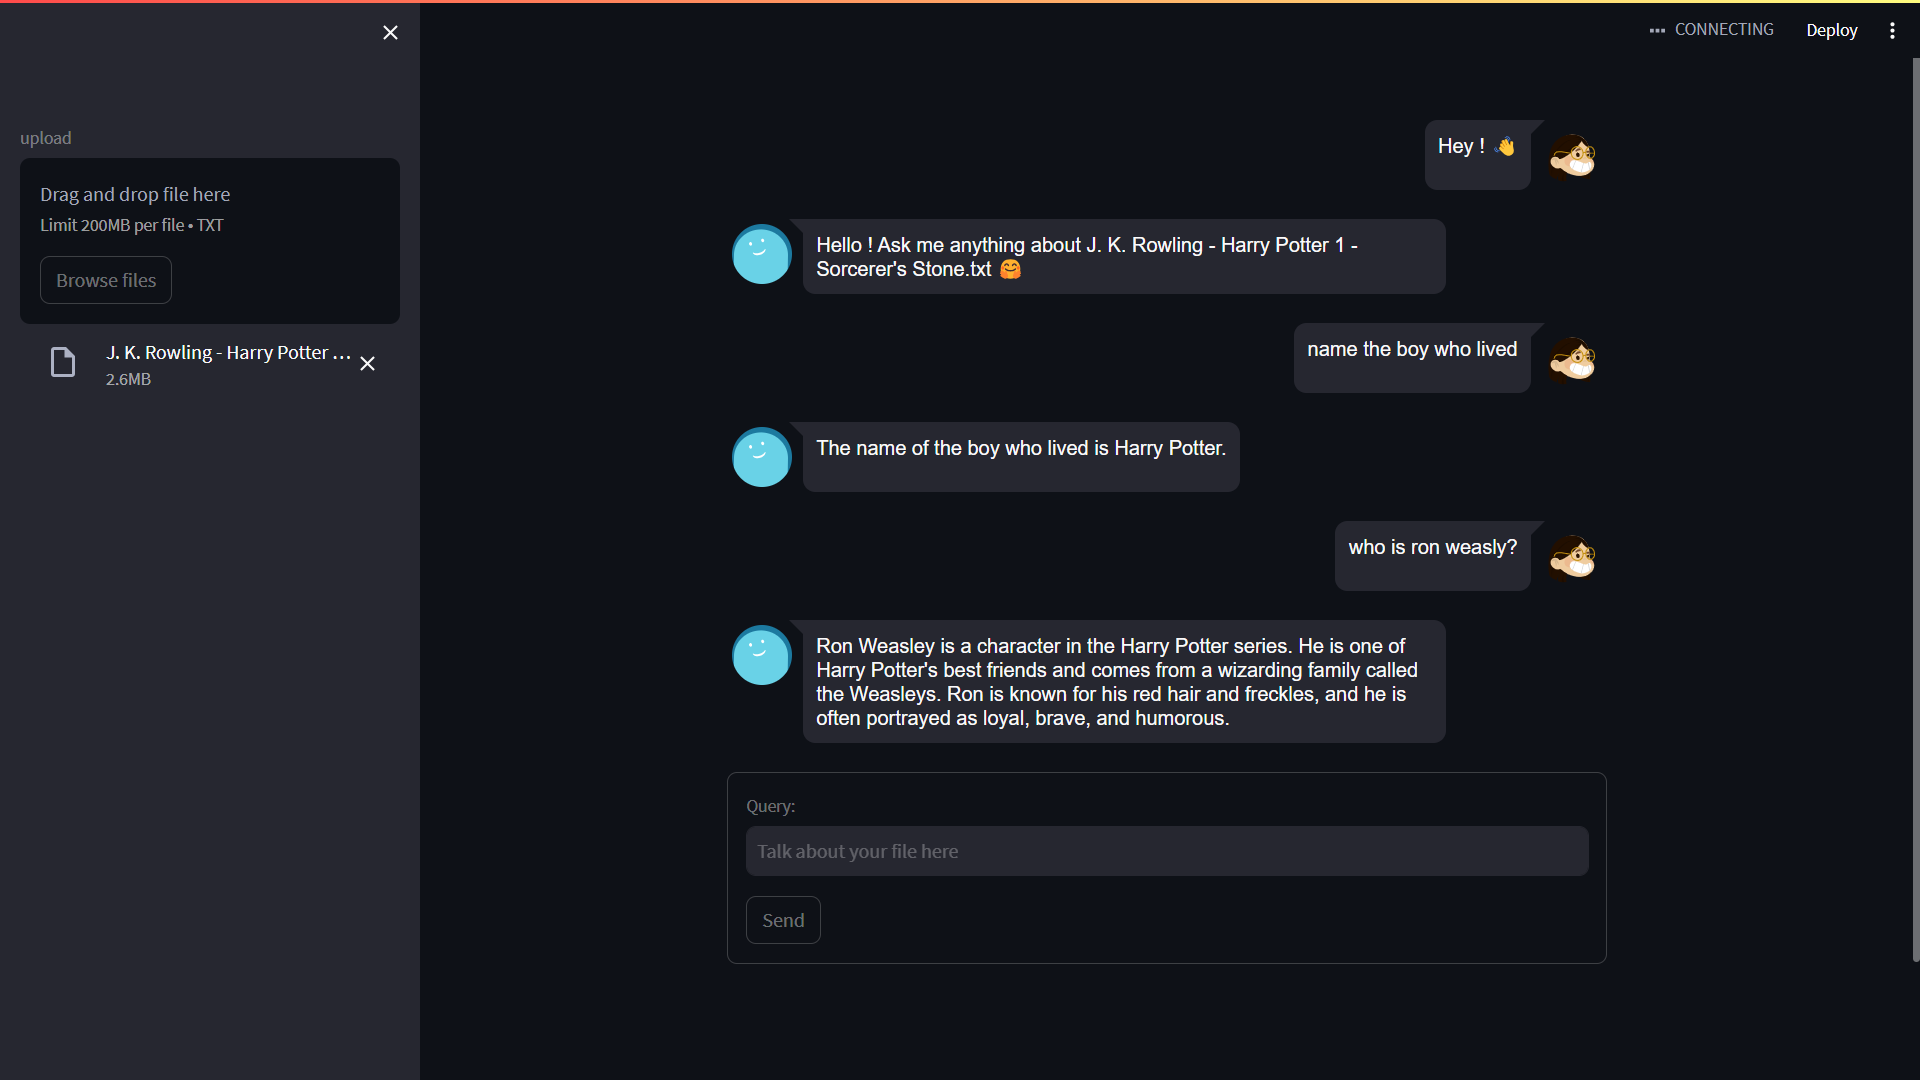 CONNECTING
Deploy
upload
Drag and drop file here
Limit 200MB per file • TXT
Browse files
J. K. Rowling - Harry Potter ...
2.6MB
Hey ! 👋
Hello ! Ask me anything about J. K. Rowling - Harry Potter 1 -
Sorcerer's Stone.txt 🤗
name the boy who lived
The name of the boy who lived is Harry Potter.
who is ron weasly?
Ron Weasley is a character in the Harry Potter series. He is one of
Harry Potter's best friends and comes from a wizarding family called
the Weasleys. Ron is known for his red hair and freckles, and he is
often portrayed as loyal, brave, and humorous.
Query:
Talk about your file here
Send